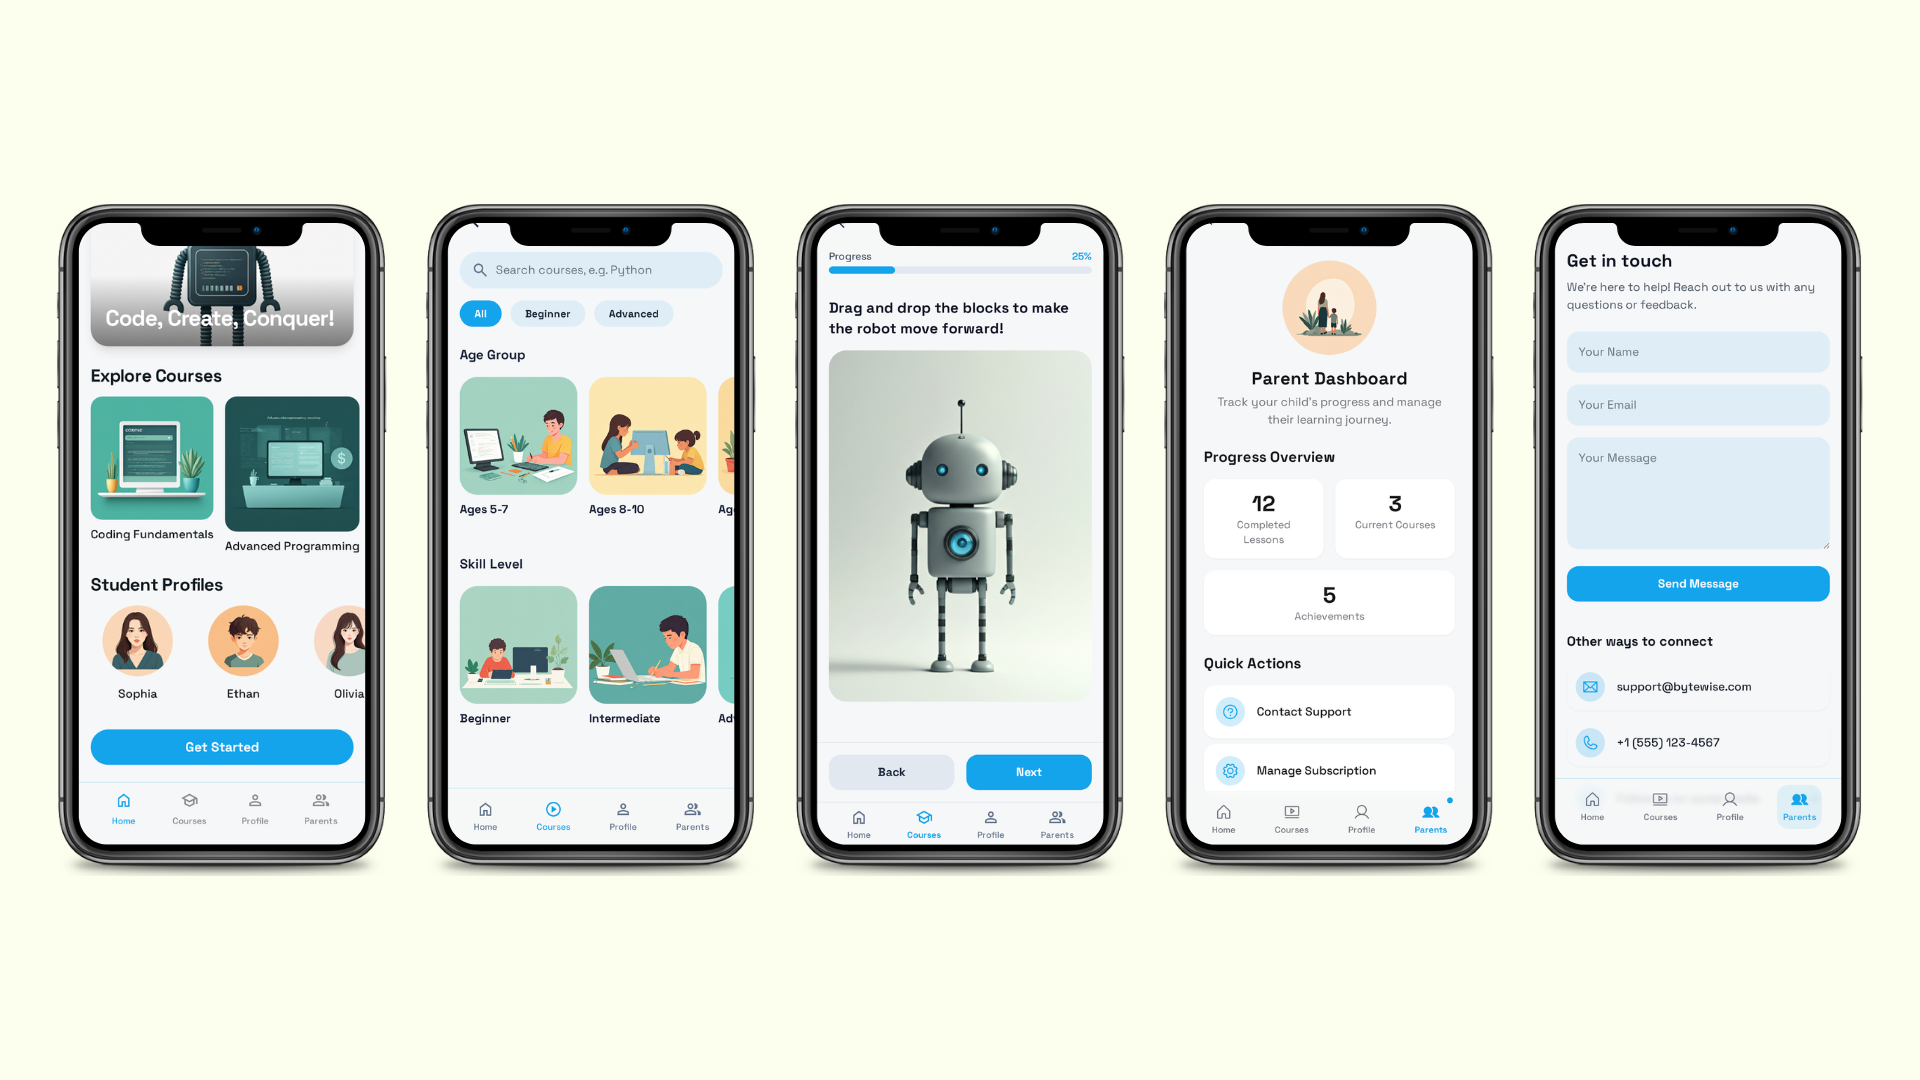 Code, Create, Conquer!
Explore Courses
Coding Fundamentals
Advanced Programming
Student Profiles
Sophia
Ethan
Olivia
Get Started
Home
Courses
Profile
Parents
Search courses, e.g. Python
All
Beginner
Advanced
Age Group
Ages 5-7
Ages 8-10
Ag
Skill Level
Beginner
Intermediate
Ad
Home
Courses
Profile
Parents
Progress
25%
Drag and drop the blocks to make
the robot move forward!
Back
Next
Home
Courses
Profile
Parents
Parent Dashboard
Track your child's progress and manage
their learning journey.
Progress Overview
12
Completed
Lessons
3
Current Courses
5
Achievements
Quick Actions
Contact Support
Manage Subscription
Home
Courses
Profile
Parents
Get in touch
We're here to help! Reach out to us with any
questions or feedback.
Your Name
Your Email
Your Message
Send Message
Other ways to connect
support@bytewise.com
+1 (555) 123-4567
Home
Courses
Profile
Parents